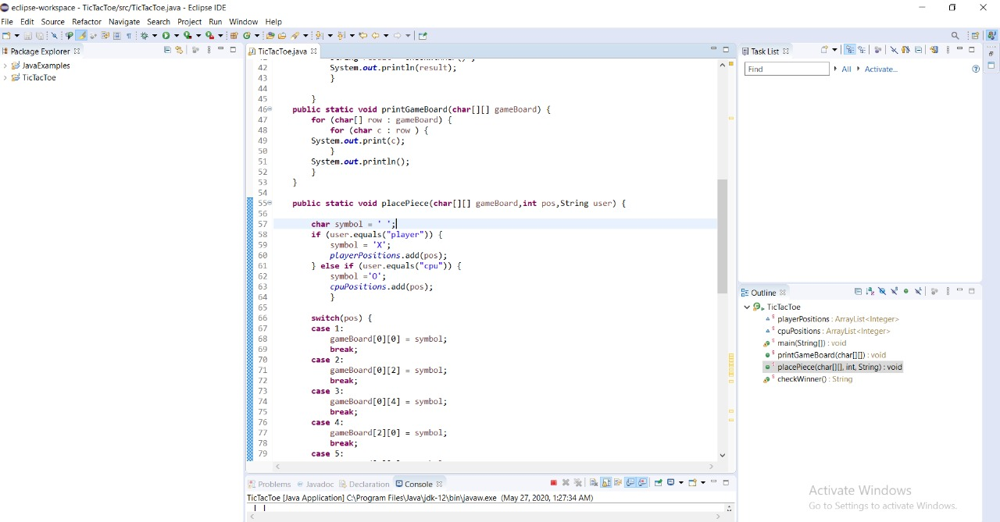 eclipse-workspace - TicTacToe/src/TicTacToe.java - Eclipse IDE
File Edit Source Refactor Navigate Search Project Run Window Help
Package Explorer
JavaExamples
TicTacToe
TicTacToe.java
42 System.out.println(result);
43 }
44
45 }
46 public static void printGameBoard(char[][] gameBoard) {
47 for (char[] row : gameBoard) {
48 for (char c : row ) {
49 System.out.print(c);
50 }
51 System.out.println();
52 }
53 }
54
55 public static void placePiece(char[][] gameBoard,int pos,String user) {
56
57 char symbol = ' ';
58 if (user.equals("player")) {
59 symbol = 'X';
60 playerPositions.add(pos);
61 } else if (user.equals("cpu")) {
62 symbol ='O';
63 cpuPositions.add(pos);
64 }
65
66 switch(pos) {
67 case 1:
68 gameBoard[0][0] = symbol;
69 break;
70 case 2:
71 gameBoard[0][2] = symbol;
72 break;
73 case 3:
74 gameBoard[0][4] = symbol;
75 break;
76 case 4:
77 gameBoard[2][0] = symbol;
78 break;
79 case 5:
Task List
Find All Activate...
Outline
TicTacToe
playerPositions : ArrayList<Integer>
cpuPositions : ArrayList<Integer>
main(String[]) : void
printGameBoard(char[][]) : void
placePiece(char[][], int, String) : void
checkWinner() : String
Problems Javadoc Declaration Console
TicTacToe [Java Application] C:\Program Files\Java\jdk-12\bin\javaw.exe (May 27, 2020, 1:27:34 AM)
| |
Activate Windows
Go to Settings to activate Windows.